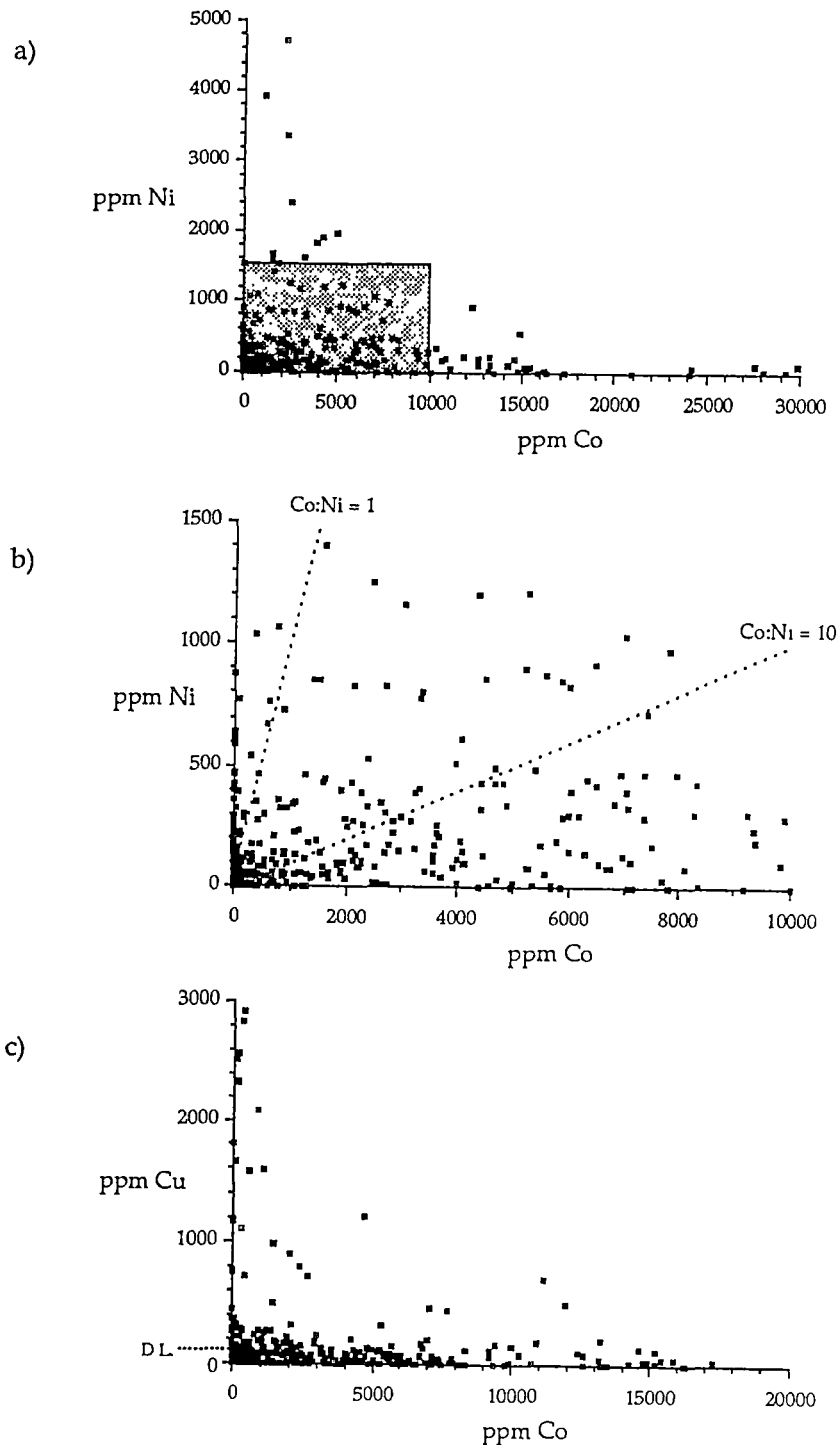 a)
5000
4000
3000
ppm Ni
2000
1000
0
0 5000 10000 15000 20000 25000 30000
ppm Co
b)
Co:Ni = 1
1500
Co:Ni = 10
1000
ppm Ni
500
0
0 2000 4000 6000 8000 10000
ppm Co
c)
3000
2000
ppm Cu
1000
D L
0
0 5000 10000 15000 20000
ppm Co